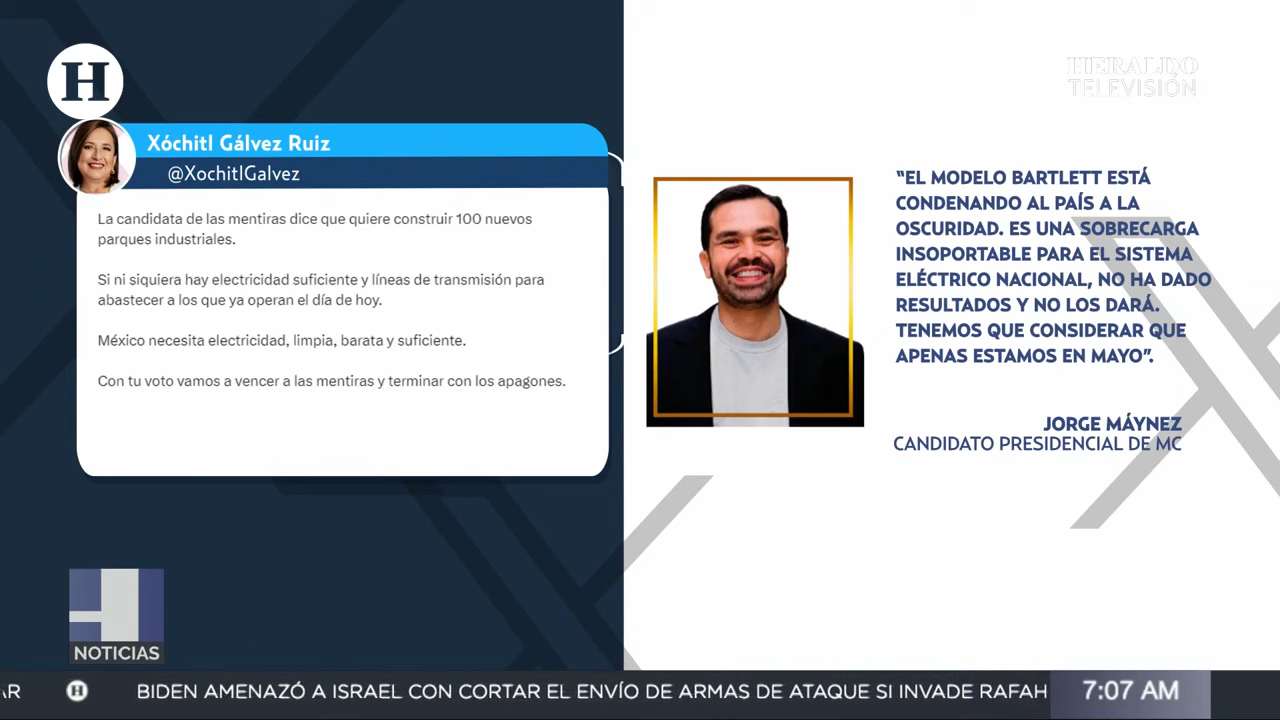 H
HERALDO
TELEVISIÓN
Xóchitl Gálvez Ruiz
@XochitlGalvez
La candidata de las mentiras dice que quiere construir 100 nuevos
parques industriales.
Si ni siquiera hay electricidad suficiente y líneas de transmisión para
abastecer a los que ya operan el día de hoy.
México necesita electricidad, limpia, barata y suficiente.
Con tu voto vamos a vencer a las mentiras y terminar con los apagones.
“EL MODELO BARTLETT ESTÁ
CONDENANDO AL PAÍS A LA
OSCURIDAD. ES UNA SOBRECARGA
INSOPORTABLE PARA EL SISTEMA
ELÉCTRICO NACIONAL, NO HA DADO
RESULTADOS Y NO LOS DARÁ.
TENEMOS QUE CONSIDERAR QUE
APENAS ESTAMOS EN MAYO”.
JORGE MÁYNEZ
CANDIDATO PRESIDENCIAL DE MC
NOTICIAS
AR H BIDEN AMENAZÓ A ISRAEL CON CORTAR EL ENVÍO DE ARMAS DE ATAQUE SI INVADE RAFAH
7:07 AM